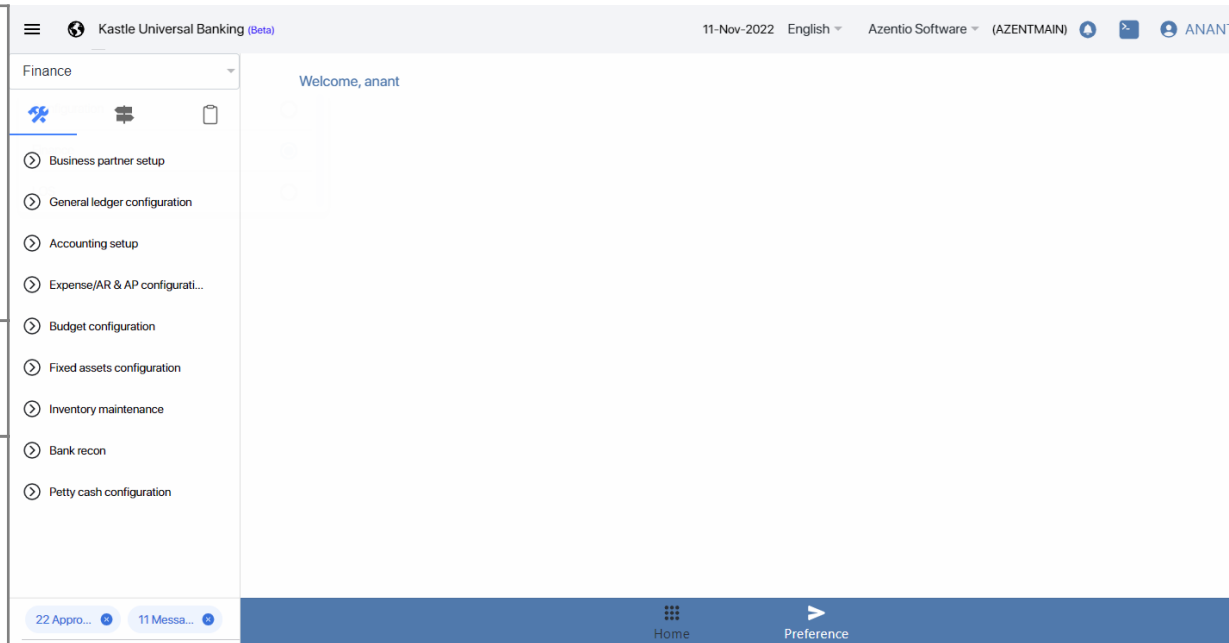 Kastle Universal Banking (Beta)
11-Nov-2022 English Azentio Software (AZENTMAIN) ANANT
Finance
Welcome, anant
Business partner setup
General ledger configuration
Accounting setup
Expense/AR & AP configurati...
Budget configuration
Fixed assets configuration
Inventory maintenance
Bank recon
Petty cash configuration
22 Appro... 11 Messa...
Home Preference